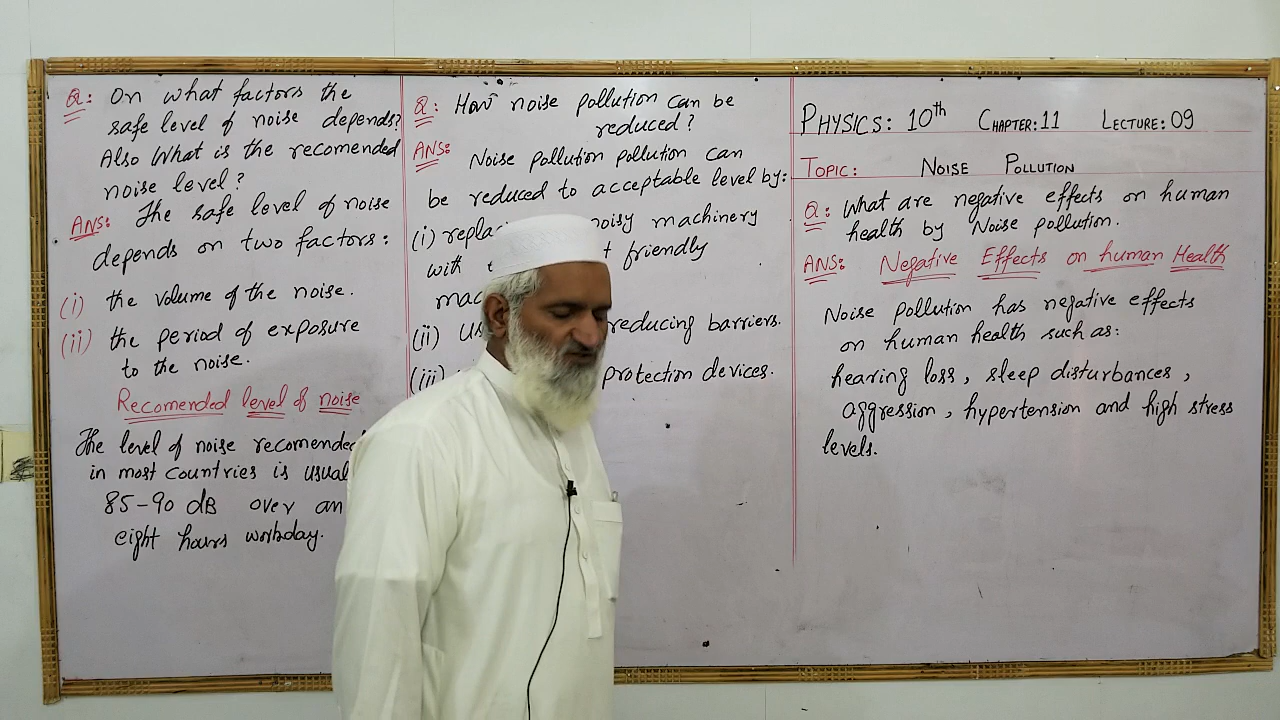 Q: On what factors the
safe level of noise depends?
Also What is the recomended
noise level?
ANS: The safe level of noise
depends on two factors:
(i) the volume of the noise.
(ii) the period of exposure
to the noise.
Recomended level of noise
The level of noise recomended
in most countries is usual
85-90 dB over an
eight hours workday.
Q: How noise pollution can be
reduced?
ANS: Noise pollution pollution can
be reduced to acceptable level by:
(i) replac noisy machinery
with t friendly
mac
(ii) us reducing barriers.
(iii) protection devices.
PHYSICS: 10th CHAPTER: 11 LECTURE: 09
TOPIC: NOISE POLLUTION
Q: What are negative effects on human
health by Noise pollution.
ANS: Negative Effects on human Health
Noise pollution has negative effects
on human health such as:
hearing loss, sleep disturbances,
aggression, hypertension and high stress
levels.